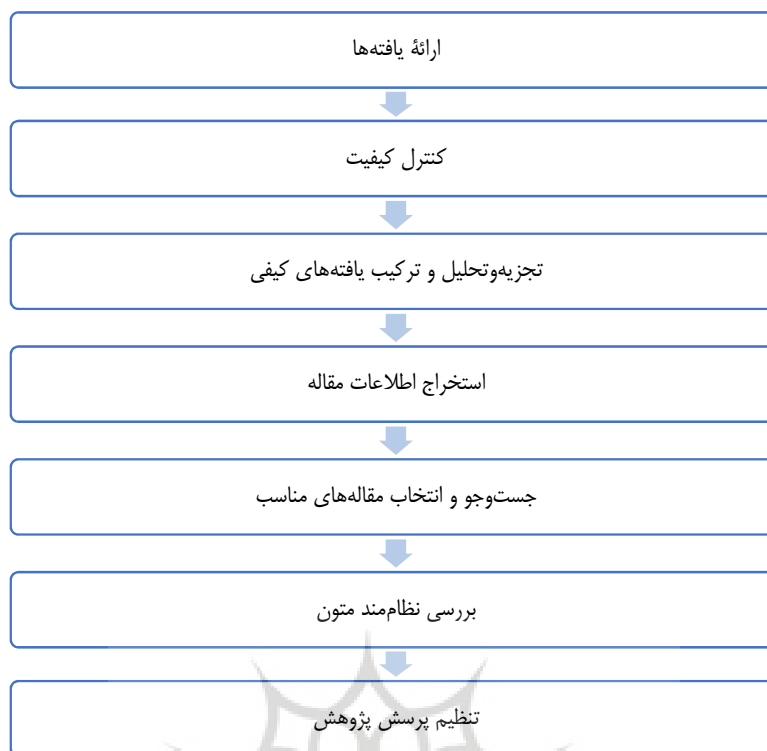 ارائهٔ یافته‌ها
کنترل کیفیت
تجزیه‌وتحلیل و ترکیب یافته‌های کیفی
استخراج اطلاعات مقاله
جست‌وجو و انتخاب مقاله‌های مناسب
بررسی نظام‌مند متون
تنظیم پرسش پژوهش